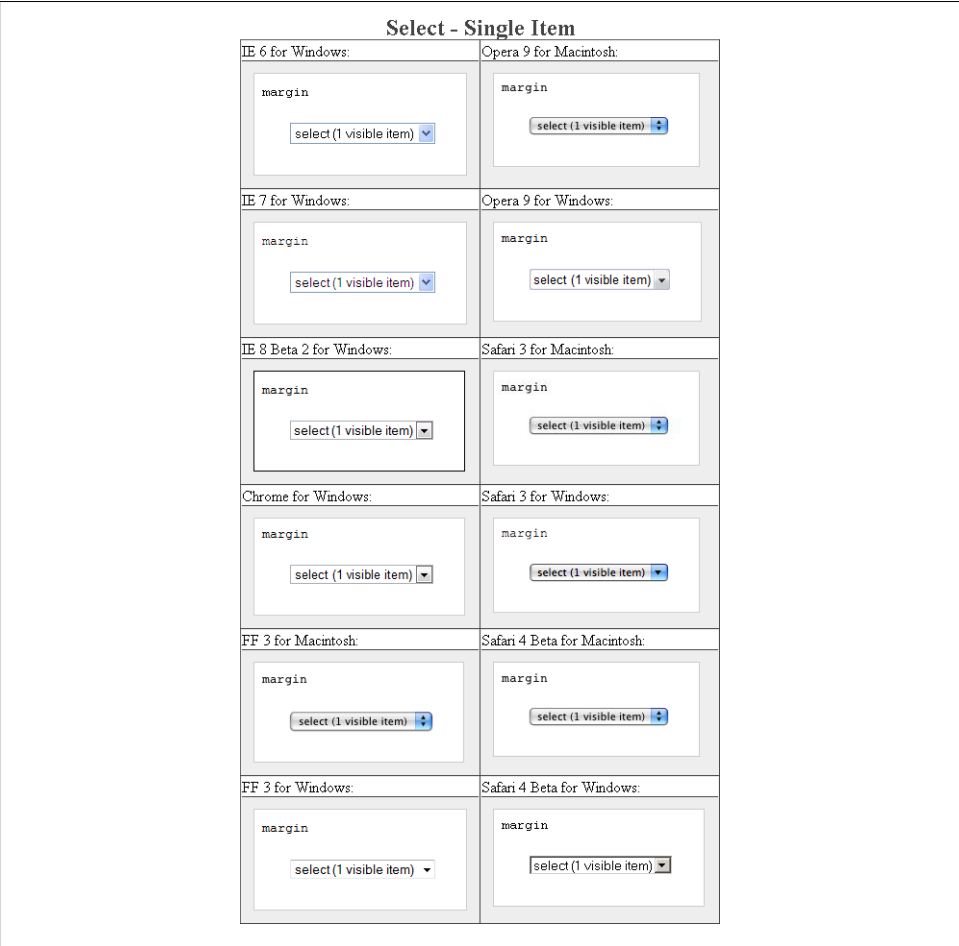 Select - Single Item
IE 6 for Windows:
margin
select (1 visible item)
Opera 9 for Macintosh:
margin
select (1 visible item)
IE 7 for Windows:
margin
select (1 visible item)
Opera 9 for Windows:
margin
select (1 visible item)
IE 8 Beta 2 for Windows:
margin
select (1 visible item)
Safari 3 for Macintosh:
margin
select (1 visible item)
Chrome for Windows:
margin
select (1 visible item)
Safari 3 for Windows:
margin
select (1 visible item)
FF 3 for Macintosh:
margin
select (1 visible item)
Safari 4 Beta for Macintosh:
margin
select (1 visible item)
FF 3 for Windows:
margin
select (1 visible item)
Safari 4 Beta for Windows:
margin
select (1 visible item)